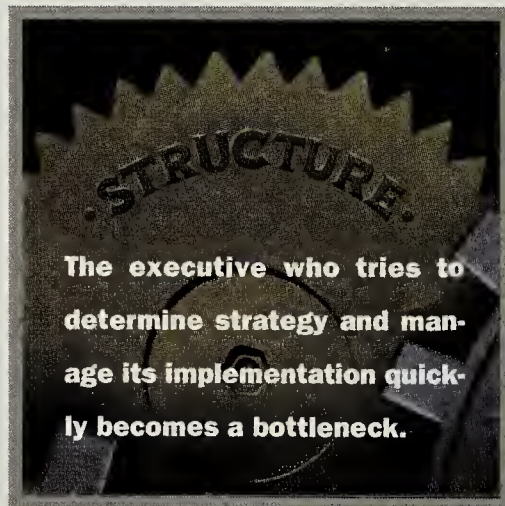 · STRUCTURE ·
The executive who tries to
determine strategy and man-
age its implementation quick-
ly becomes a bottleneck.